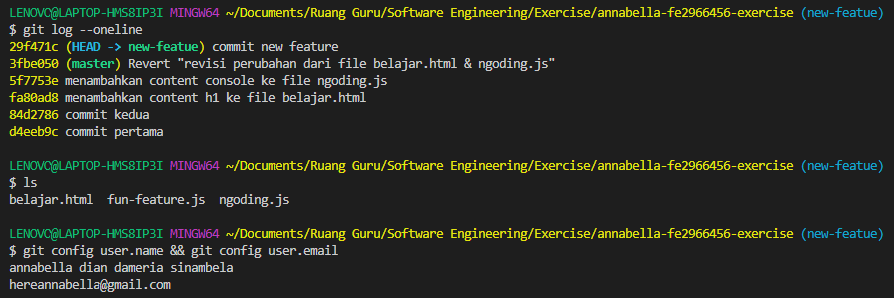 LENOVO@LAPTOP-HMS8IP3I MINGW64 ~/Documents/Ruang Guru/Software Engineering/Exercise/annabella-fe2966456-exercise (new-featue)
$ git log --oneline
29f471c (HEAD -> new-featue) commit new feature
3fbe050 (master) Revert "revisi perubahan dari file belajar.html & ngoding.js"
5f7753e menambahkan content console ke file ngoding.js
fa80ad8 menambahkan content h1 ke file belajar.html
84d2786 commit kedua
d4eeb9c commit pertama
LENOVO@LAPTOP-HMS8IP3I MINGW64 ~/Documents/Ruang Guru/Software Engineering/Exercise/annabella-fe2966456-exercise (new-featue)
$ ls
belajar.html  fun-feature.js  ngoding.js
LENOVO@LAPTOP-HMS8IP3I MINGW64 ~/Documents/Ruang Guru/Software Engineering/Exercise/annabella-fe2966456-exercise (new-featue)
$ git config user.name && git config user.email
annabella dian dameria sinambela
hereannabella@gmail.com